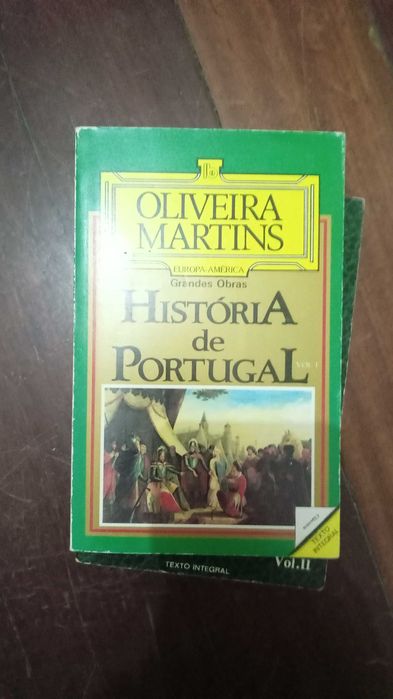 OLIVEIRA
MARTINS
EUROPA-AMÉRICA
Grandes Obras
HISTÓRIA
de
PORTUGAL
VOL I
TEXTO
INTEGRAL
TEXTO INTEGRAL
Vol.II